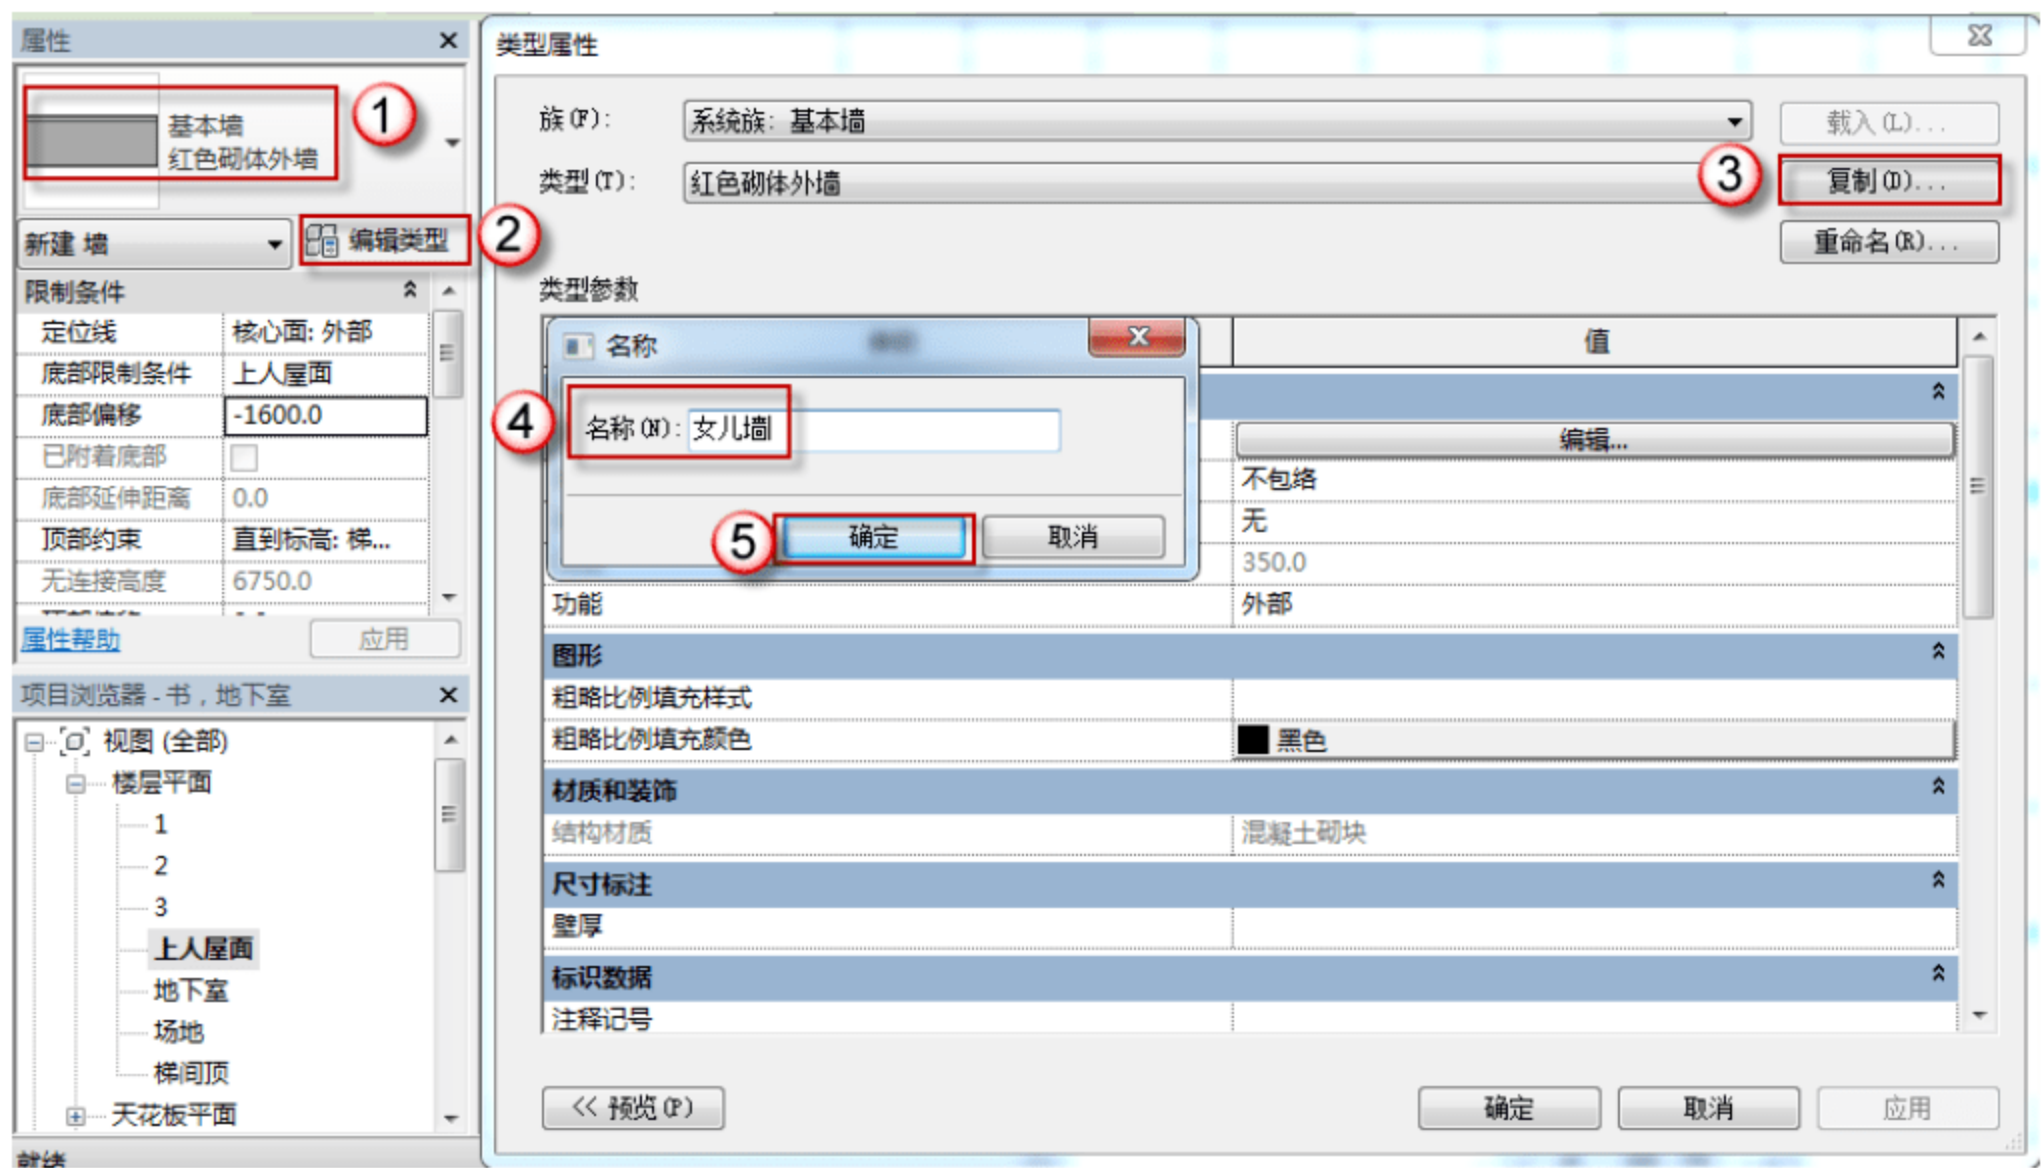 属性
基本墙
红色砌体外墙
1
新建 墙
编辑类型
2
限制条件
定位线 核心面: 外部
底部限制条件 上人屋面
底部偏移 -1600.0
已附着底部
底部延伸距离 0.0
顶部约束 直到标高: 梯...
无连接高度 6750.0
属性帮助
应用
项目浏览器 - 书，地下室
视图 (全部)
楼层平面
1
2
3
上人屋面
地下室
场地
梯间顶
天花板平面
就绪
类型属性
族(F): 系统族: 基本墙
载入(L)...
类型(T): 红色砌体外墙
3
复制(D)...
重命名(R)...
类型参数
名称
4
名称(N): 女儿墙
5
确定
取消
值
编辑...
不包络
无
350.0
功能 外部
图形
粗略比例填充样式
粗略比例填充颜色 黑色
材质和装饰
结构材质 混凝土砌块
尺寸标注
壁厚
标识数据
注释记号
<< 预览(P)
确定
取消
应用